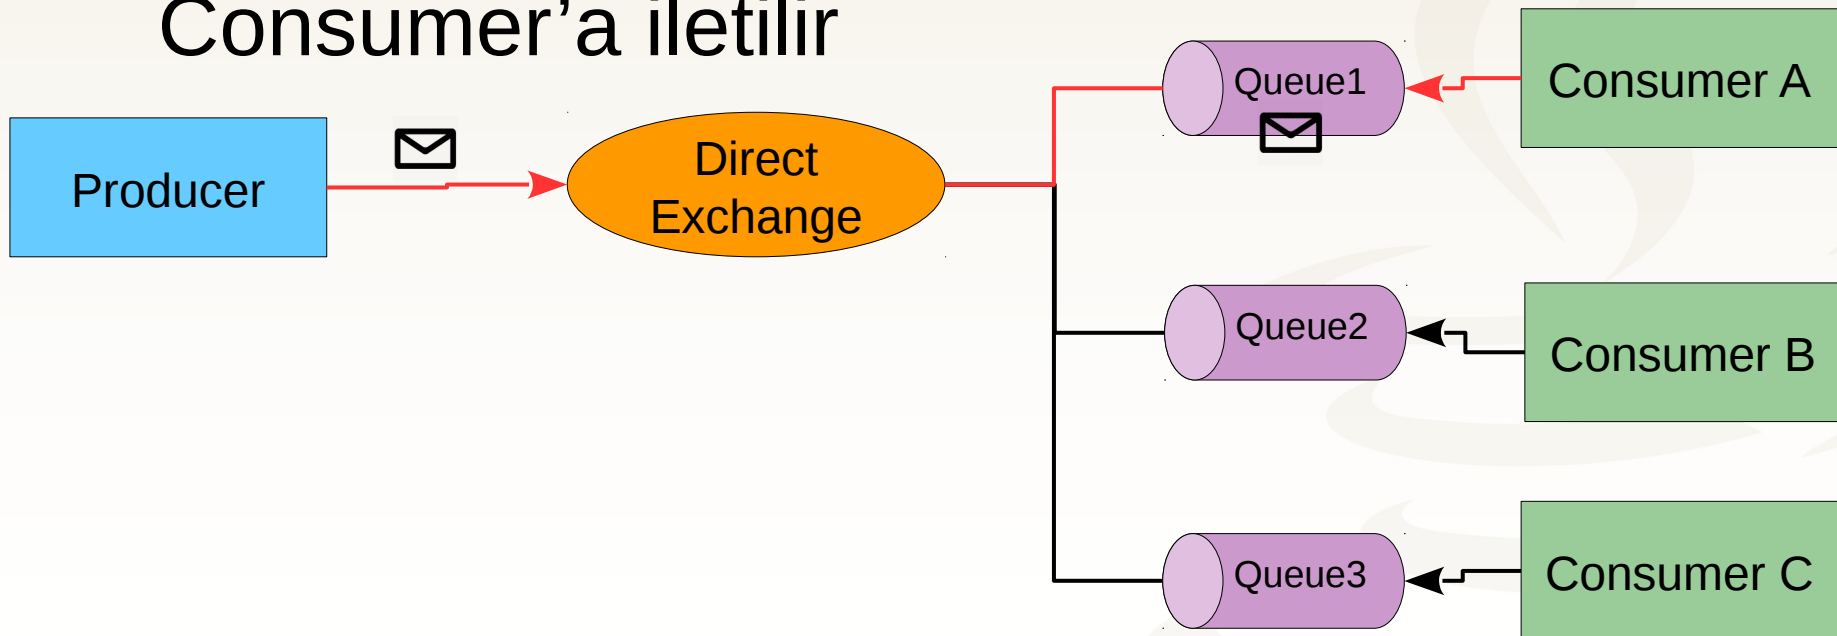 Consumer’a iletilir
Producer
Direct
Exchange
Queue1
Consumer A
Queue2
Consumer B
Queue3
Consumer C